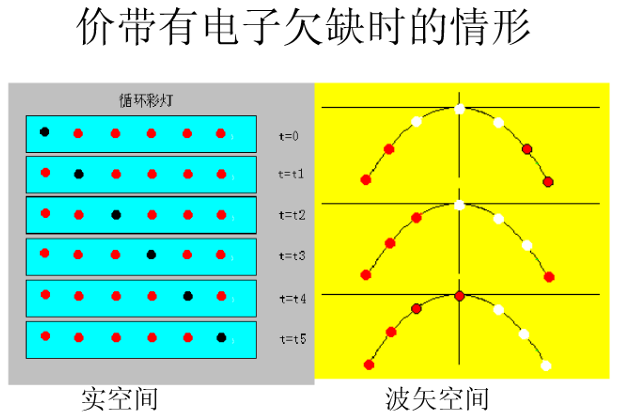 价带有电子欠缺时的情形
循环彩灯
t=0
t=t1
t=t2
t=t3
t=t4
t=t5
实空间
波矢空间